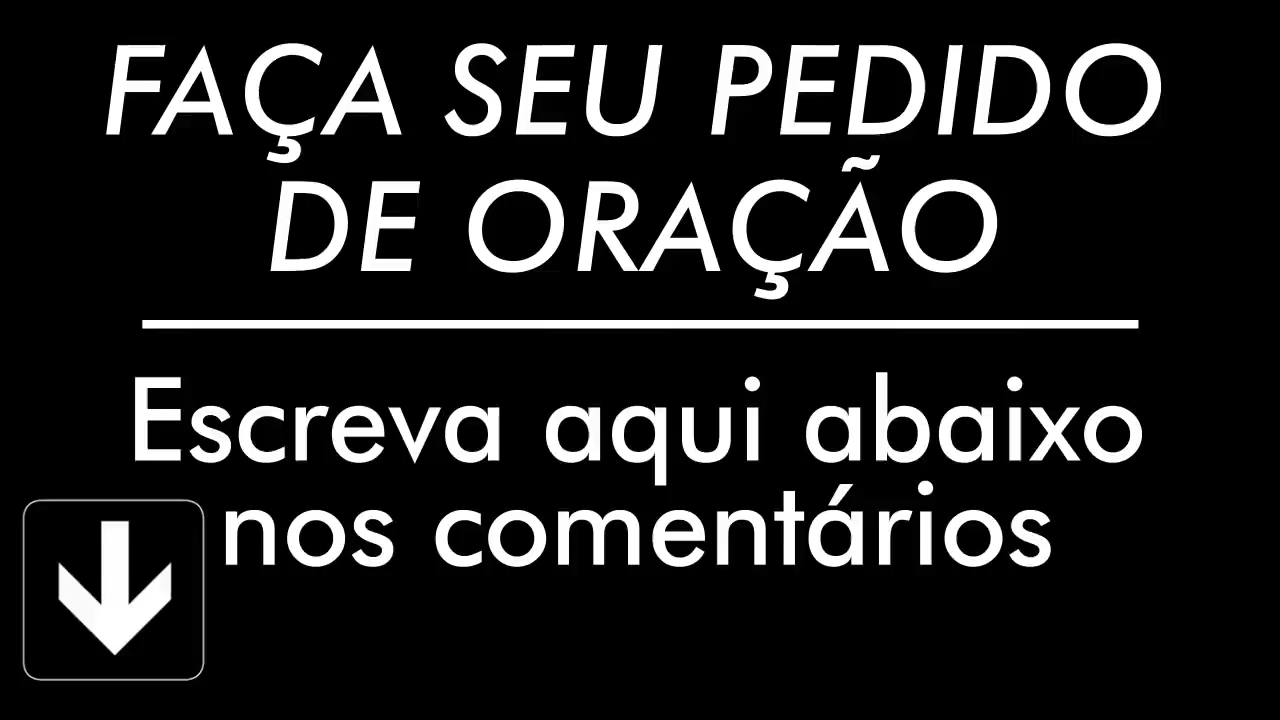 FAÇA SEU PEDIDO
DE ORAÇÃO
Escreva aqui abaixo
nos comentários